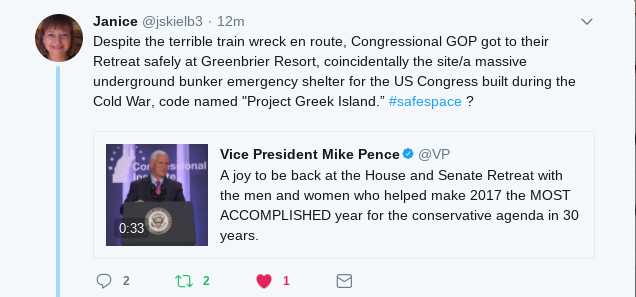 Janice @jskielb3 · 12m
Despite the terrible train wreck en route, Congressional GOP got to their
Retreat safely at Greenbrier Resort, coincidentally the site/a massive
underground bunker emergency shelter for the US Congress built during the
Cold War, code named "Project Greek Island.” #safespace ?
Congressional
Institute
0:33
Vice President Mike Pence @VP
A joy to be back at the House and Senate Retreat with
the men and women who helped make 2017 the MOST
ACCOMPLISHED year for the conservative agenda in 30
years.
2 2 1